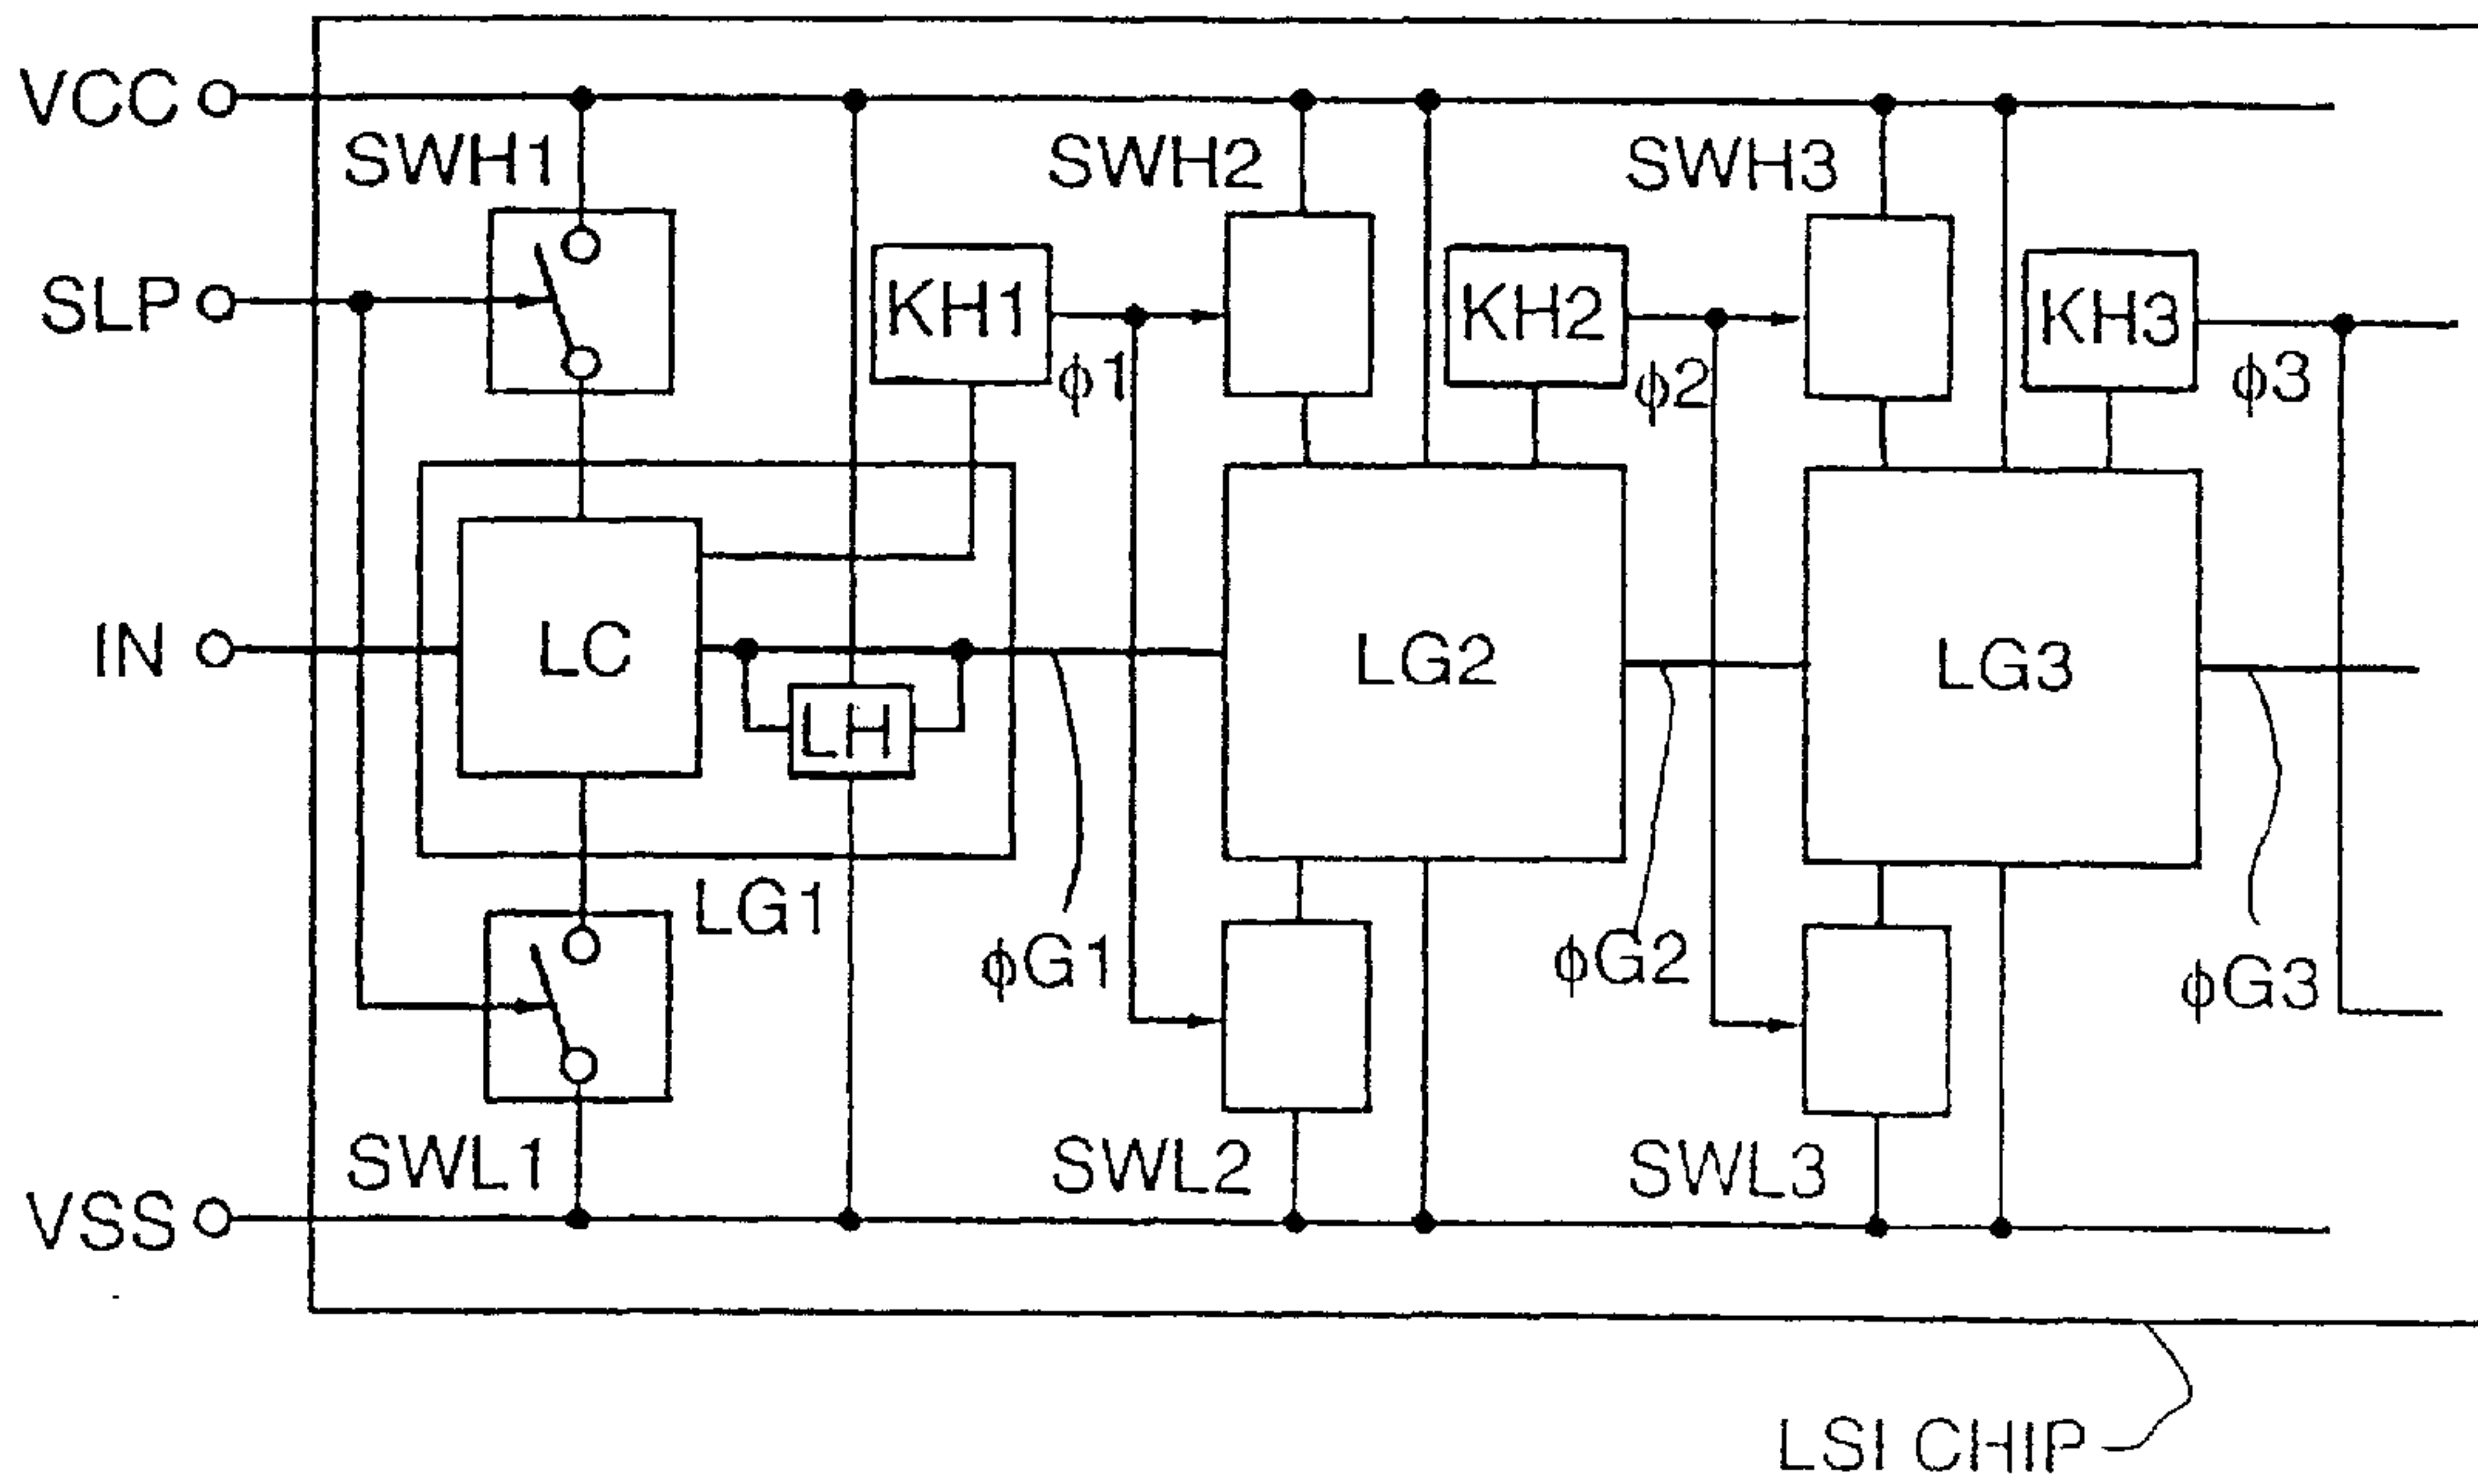 VCC
SWH1
SWH2
SWH3
SLP
KH1
KH2
KH3
ϕ1
ϕ2
ϕ3
IN
LC
LG2
LG3
LH
LG1
ϕG1
ϕG2
ϕG3
SWL1
SWL2
SWL3
VSS
LSI CHIP